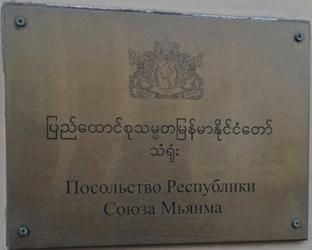 ပြည်ထောင်စုသမ္မတမြန်မာနိုင်ငံတော်
သံရုံး
Посольство Республики
Союза Мьянма